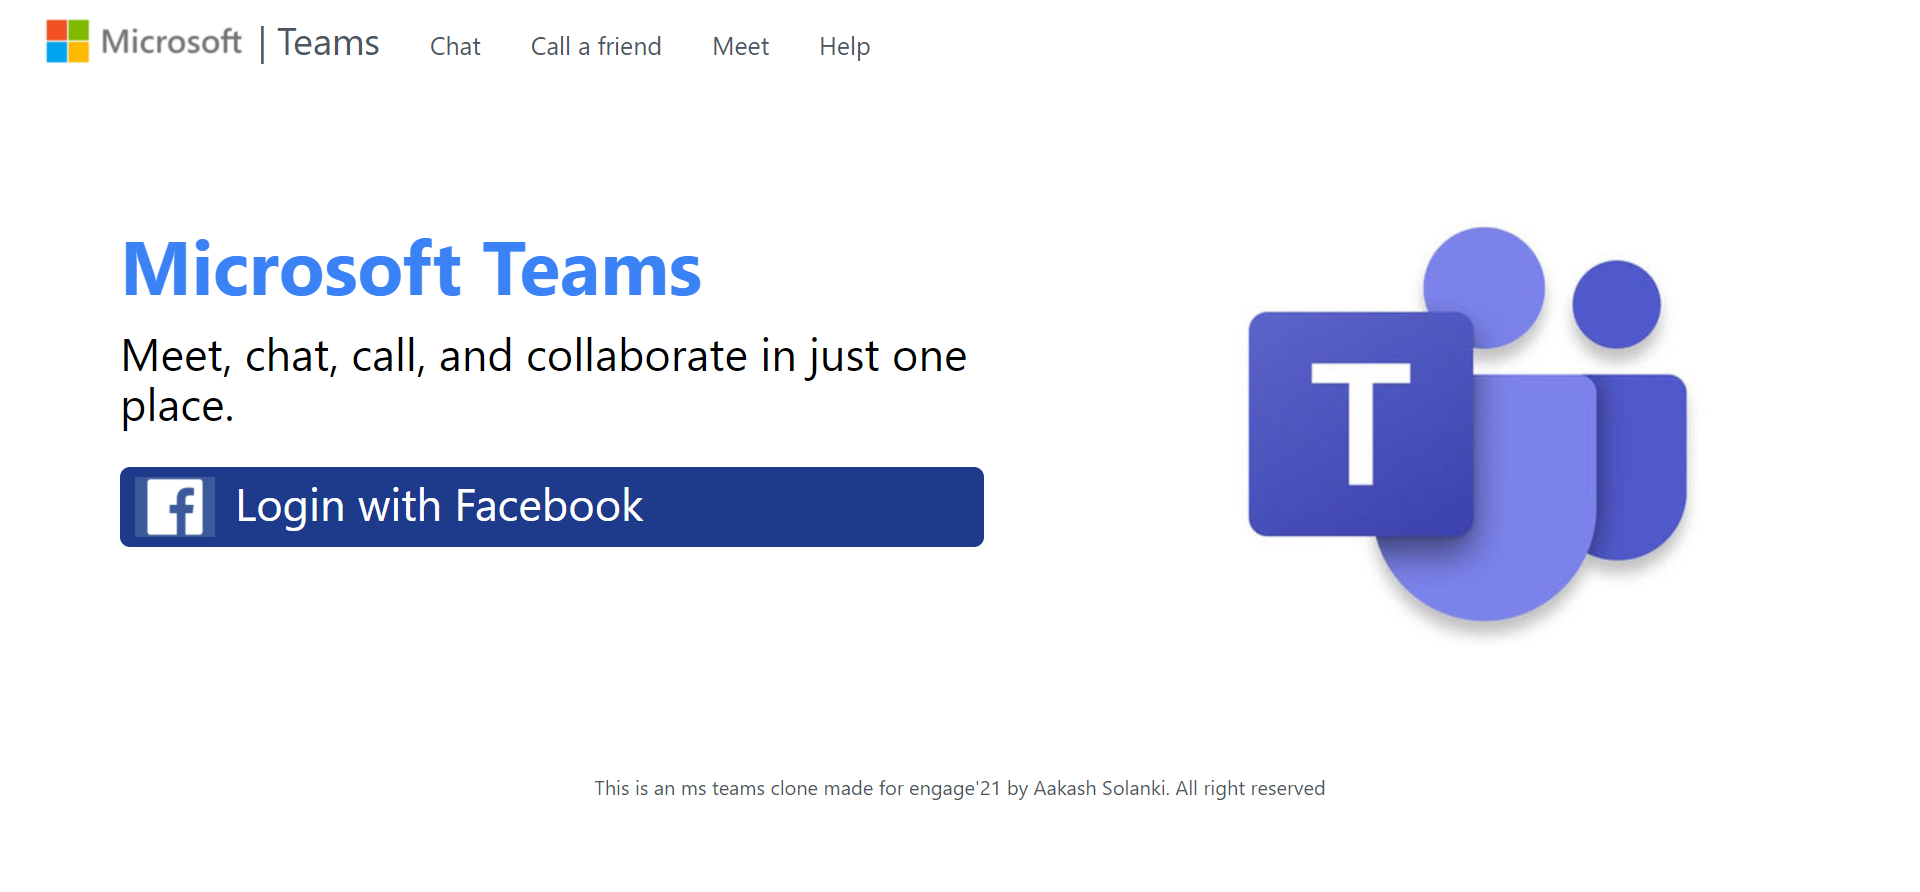 Microsoft | Teams Chat Call a friend Meet Help
Microsoft Teams
Meet, chat, call, and collaborate in just one
place.
f Login with Facebook
T
This is an ms teams clone made for engage'21 by Aakash Solanki. All right reserved